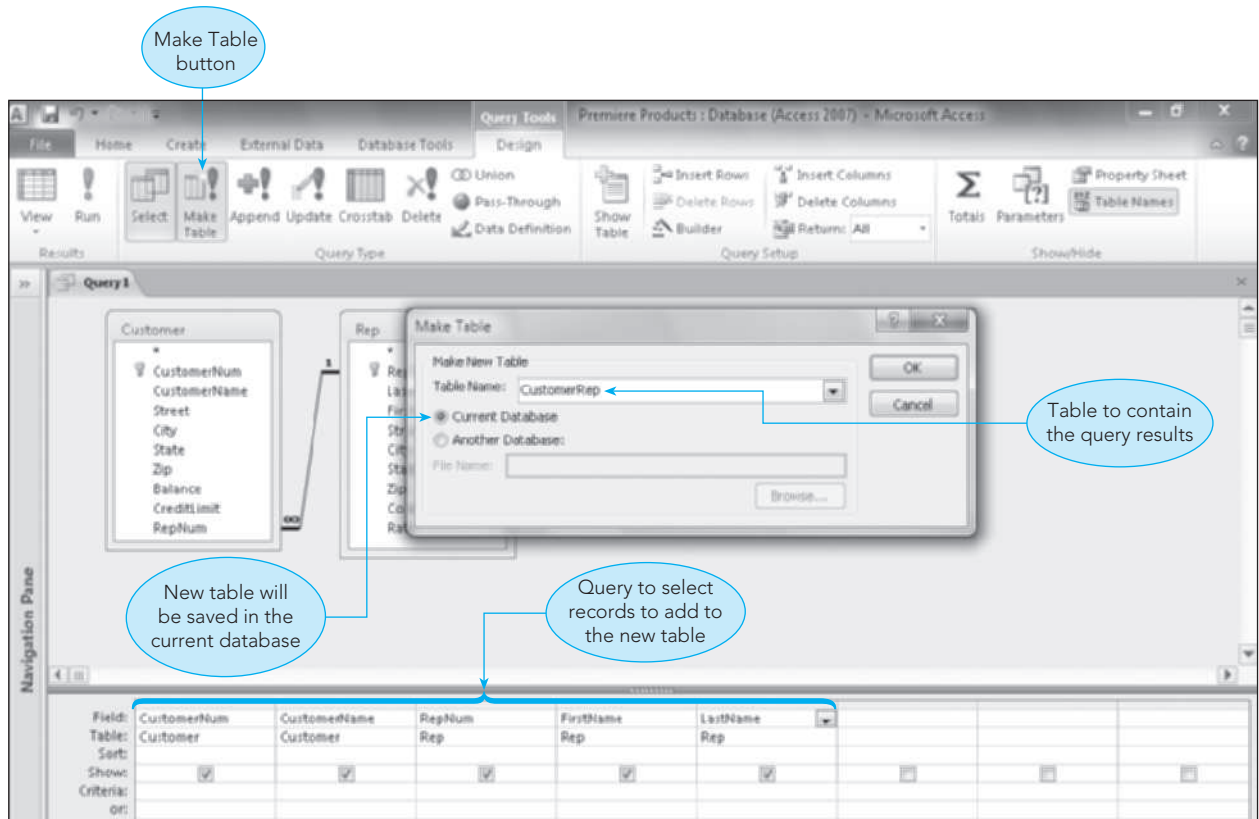 Make Table
button
A
Query Tools
Premiere Products : Database (Access 2007) - Microsoft Access
File
Home
Create
External Data
Database Tools
Design
View
Run
Select
Make
Table
Append
Update
Crosstab
Delete
Union
Pass-Through
Data Definition
Show
Table
Insert Rows
Delete Rows
Builder
Insert Columns
Delete Columns
Return: All
Totals
Parameters
Property Sheet
Table Names
Results
Query Type
Query Setup
Show/Hide
Query1
Customer
*
CustomerNum
CustomerName
Street
City
State
Zip
Balance
CreditLimit
RepNum
1
∞
Rep
*
Make Table
Make New Table
Table Name: CustomerRep
Current Database
Another Database:
File Name:
Browse...
OK
Cancel
Table to contain
the query results
New table will
be saved in the
current database
Query to select
records to add to
the new table
Navigation Pane
Field: CustomerNum CustomerName RepNum FirstName LastName
Table: Customer Customer Rep Rep Rep
Sort:
Show:
Criteria:
or: